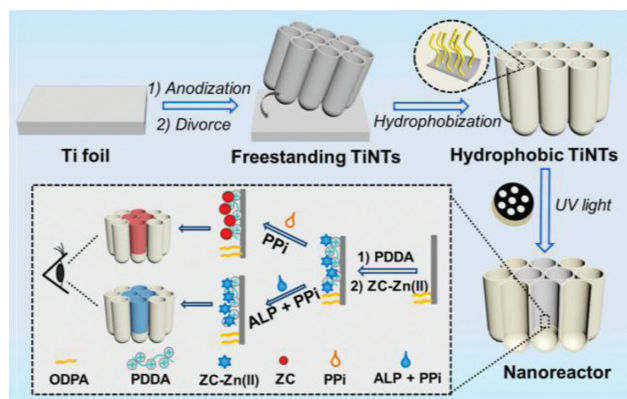 1) Anodization
2) Divorce
Hydrophobization
Ti foil
Freestanding TiNTs
Hydrophobic TiNTs
UV light
PPi
1) PDDA
2) ZC-Zn(II)
ALP + PPi
Nanoreactor
ODPA
PDDA
ZC-Zn(II)
ZC
PPi
ALP + PPi